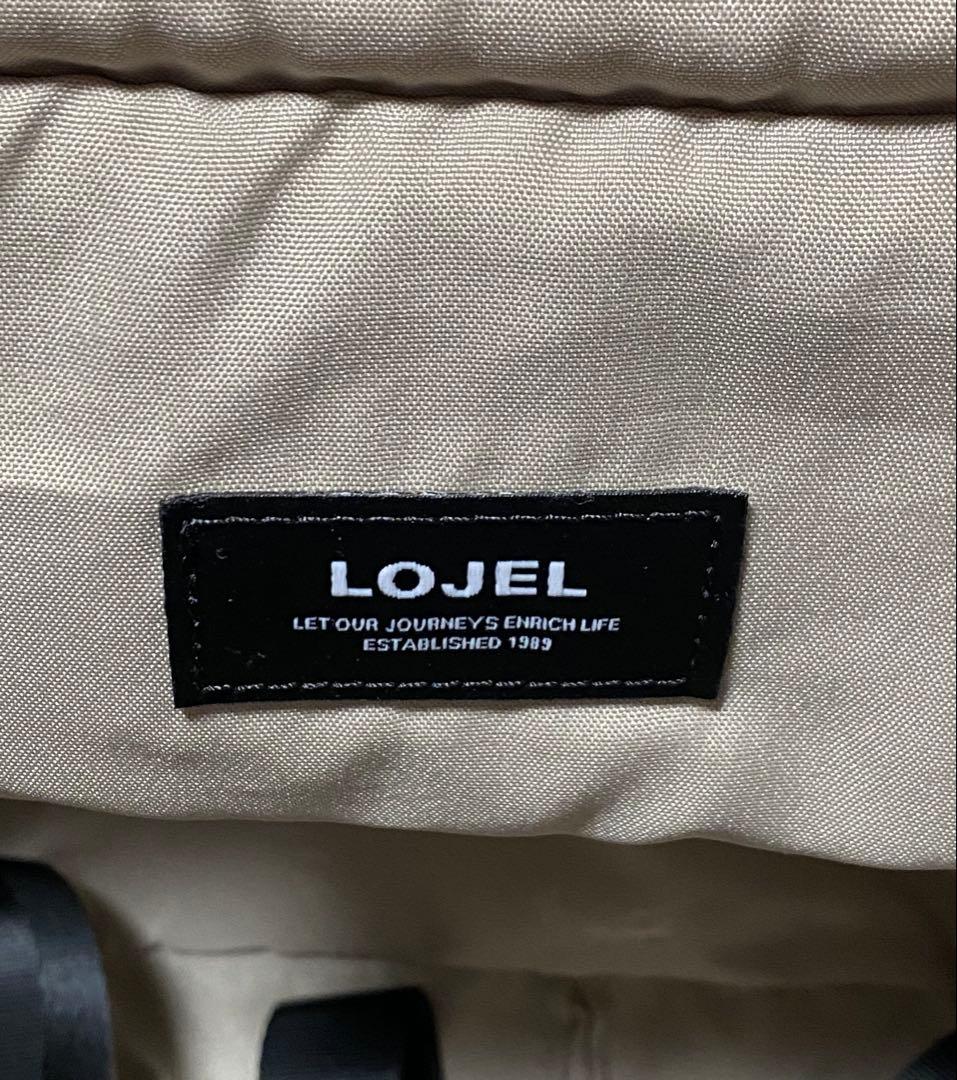 LOJEL
LET OUR JOURNEYS ENRICH LIFE
ESTABLISHED 1989